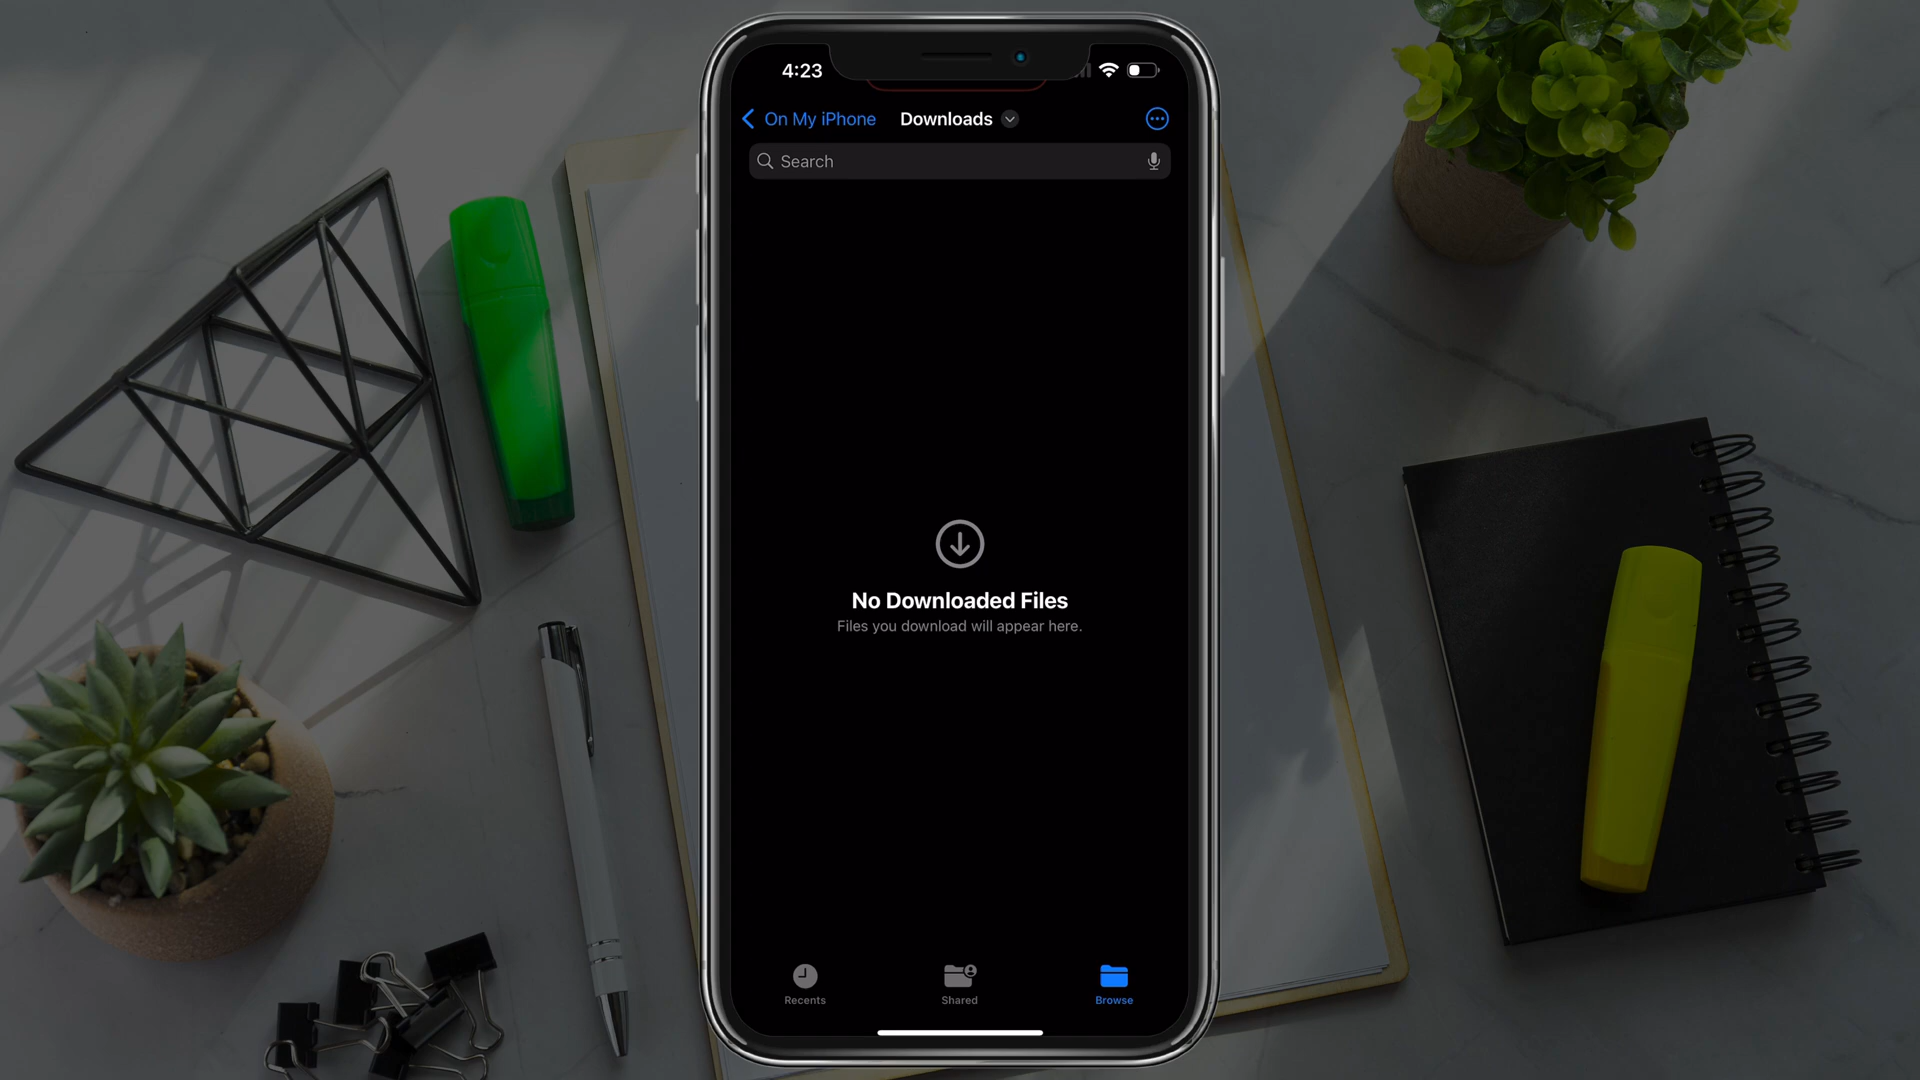 4:23
On My iPhone Downloads
Search
No Downloaded Files
Files you download will appear here.
Recents Shared Browse